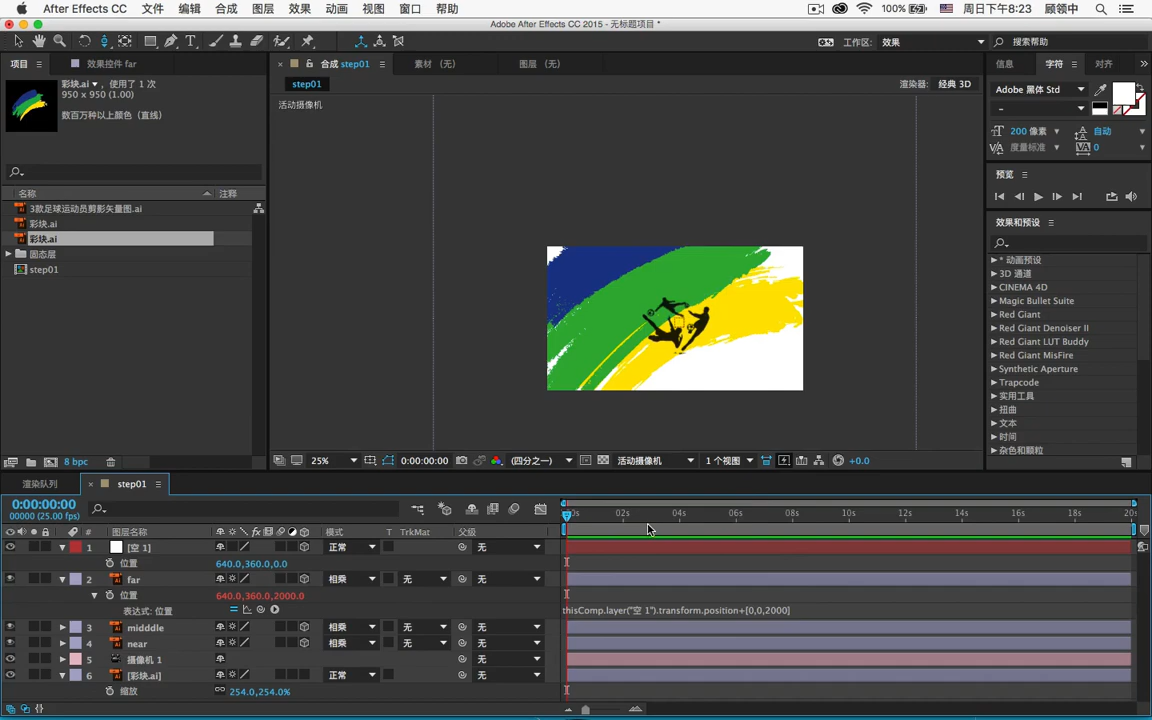 After Effects CC 文件 编辑 合成 图层 效果 动画 视图 窗口 帮助 100% 周日下午8:23 顾领中
Adobe After Effects CC 2015 - 无标题项目 *
工作区: 效果 搜索帮助
项目 效果控件 far
合成 step01 素材 (无) 图层 (无)
信息 字符 对齐
彩块.ai ▾ , 使用了 1 次
950 x 950 (1.00)
数百万种以上颜色 (直线)
step01
渲染器: 经典 3D
活动摄像机
Adobe 黑体 Std
-
200 像素 自动
度量标准 0
预览
名称 注释
3款足球运动员剪影矢量图.ai
彩块.ai
彩块.ai
固态层
step01
效果和预设
* 动画预设
3D 通道
CINEMA 4D
Magic Bullet Suite
Red Giant
Red Giant Denoiser II
Red Giant LUT Buddy
Red Giant MisFire
Synthetic Aperture
Trapcode
实用工具
扭曲
文本
时间
杂色和颗粒
8 bpc
25% 0:00:00:00 (四分之一) 活动摄像机 1 个视图 +0.0
渲染队列 step01
0:00:00:00
00000 (25.00 fps)
02s 04s 06s 08s 10s 12s 14s 16s 18s 20s
# 图层名称 模式 T TrkMat 父级
1 [空 1] 正常 无
位置 640.0,360.0,0.0
2 far 相乘 无 无
位置 640.0,360.0,2000.0
表达式: 位置 thisComp.layer("空 1").transform.position+[0,0,2000]
3 midddle 相乘 无 无
4 near 相乘 无 无
5 摄像机 1 无
6 [彩块.ai] 正常 无 无
缩放 254.0,254.0%